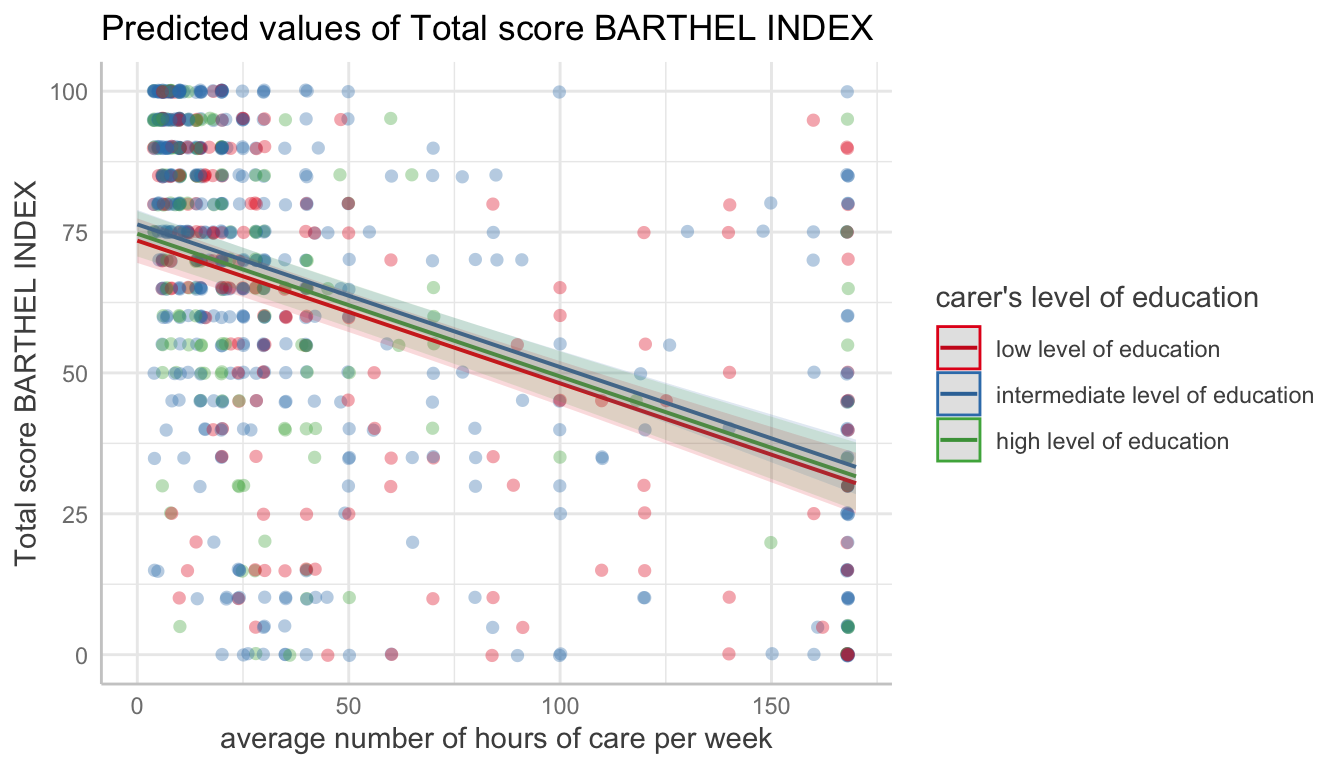 Predicted values of Total score BARTHEL INDEX
Total score BARTHEL INDEX
100
75
50
25
0
0
50
100
150
average number of hours of care per week
carer's level of education
low level of education
intermediate level of education
high level of education